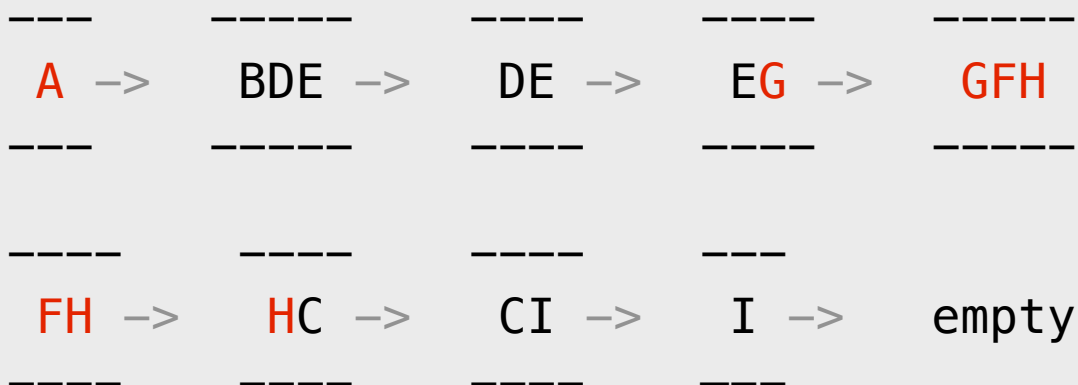 --- ----- ---- ---- -----
A -> BDE -> DE -> EG -> GFH
--- ----- ---- ---- -----
---- ---- ---- ---
FH -> HC -> CI -> I -> empty
---- ---- ---- ---